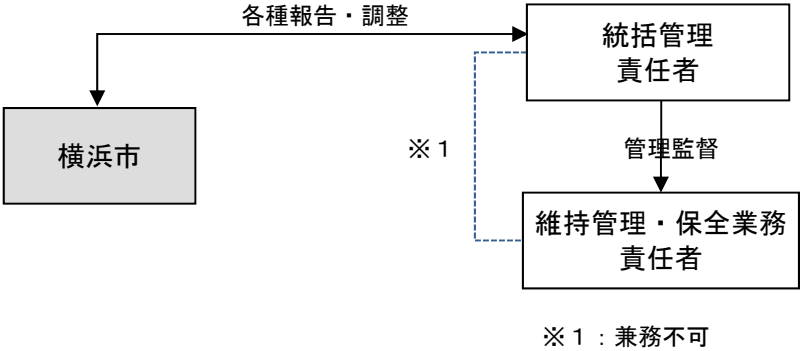 各種報告・調整
統括管理
責任者
横浜市
※１
管理監督
維持管理・保全業務
責任者
※１：兼務不可